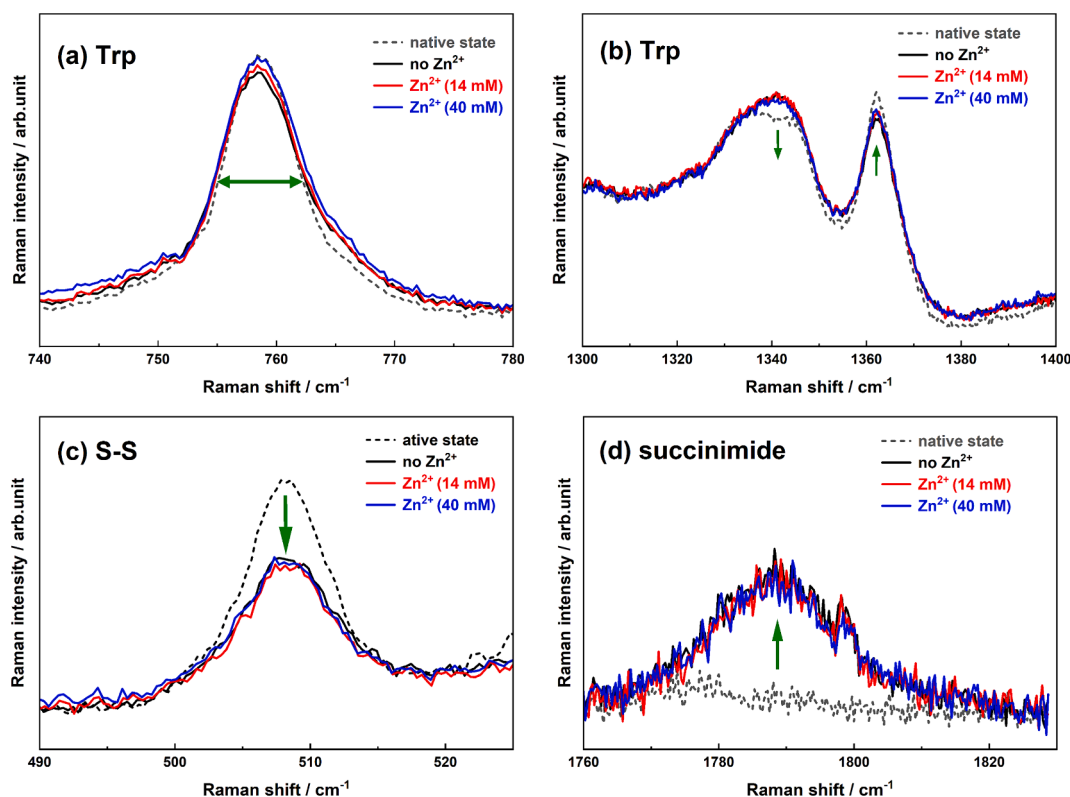 (a) Trp
native state
no Zn²⁺
Zn²⁺ (14 mM)
Zn²⁺ (40 mM)
Raman intensity / arb.unit
740 750 760 770 780
Raman shift / cm⁻¹
(b) Trp
native state
no Zn²⁺
Zn²⁺ (14 mM)
Zn²⁺ (40 mM)
Raman intensity / arb.unit
1300 1320 1340 1360 1380 1400
Raman shift / cm⁻¹
(c) S-S
ative state
no Zn²⁺
Zn²⁺ (14 mM)
Zn²⁺ (40 mM)
Raman intensity / arb.unit
490 500 510 520
Raman shift / cm⁻¹
(d) succinimide
native state
no Zn²⁺
Zn²⁺ (14 mM)
Zn²⁺ (40 mM)
Raman intensity / arb.unit
1760 1780 1800 1820
Raman shift / cm⁻¹